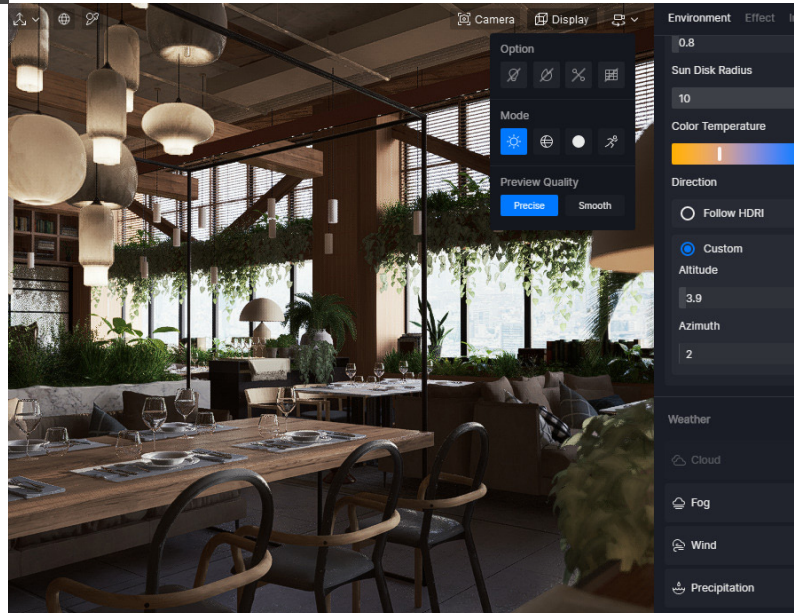 Camera
Display
Option
Mode
Preview Quality
Precise
Smooth
Environment
Effect
0.8
Sun Disk Radius
10
Color Temperature
Direction
Follow HDRI
Custom
Altitude
3.9
Azimuth
2
Weather
Cloud
Fog
Wind
Precipitation